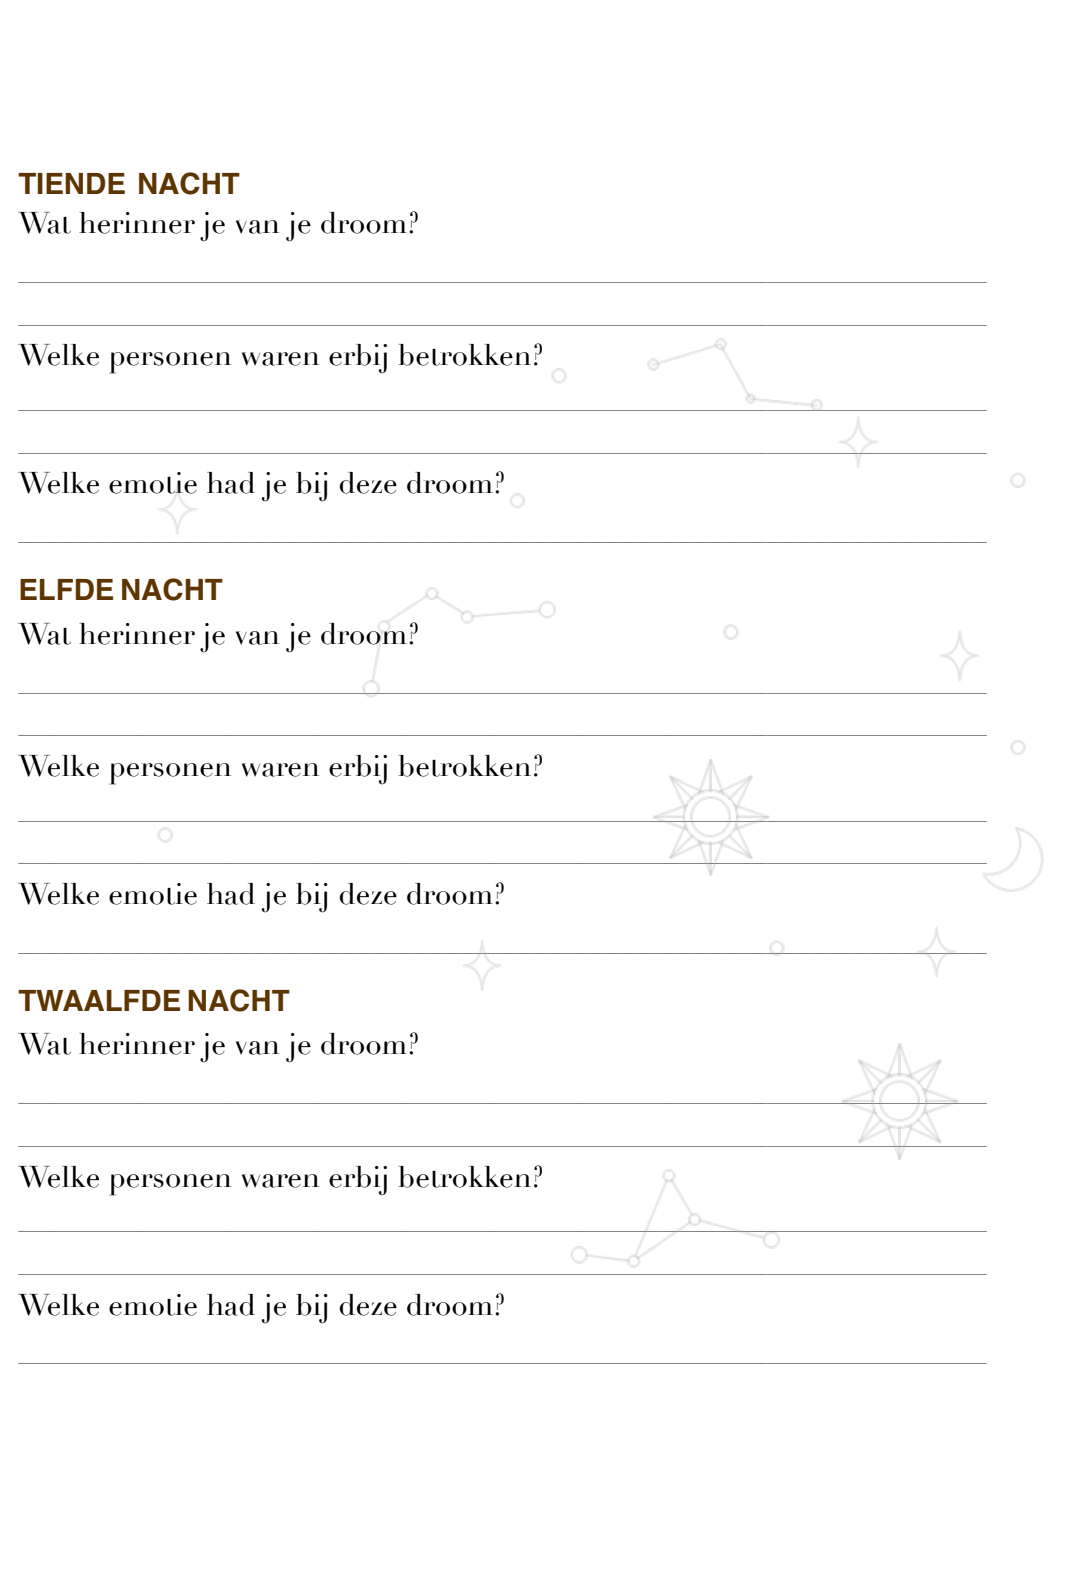 TIENDE NACHT
Wat herinner je van je droom?
Welke personen waren erbij betrokken?
Welke emotie had je bij deze droom?
ELFDE NACHT
Wat herinner je van je droom?
Welke personen waren erbij betrokken?
Welke emotie had je bij deze droom?
TWAALFDE NACHT
Wat herinner je van je droom?
Welke personen waren erbij betrokken?
Welke emotie had je bij deze droom?